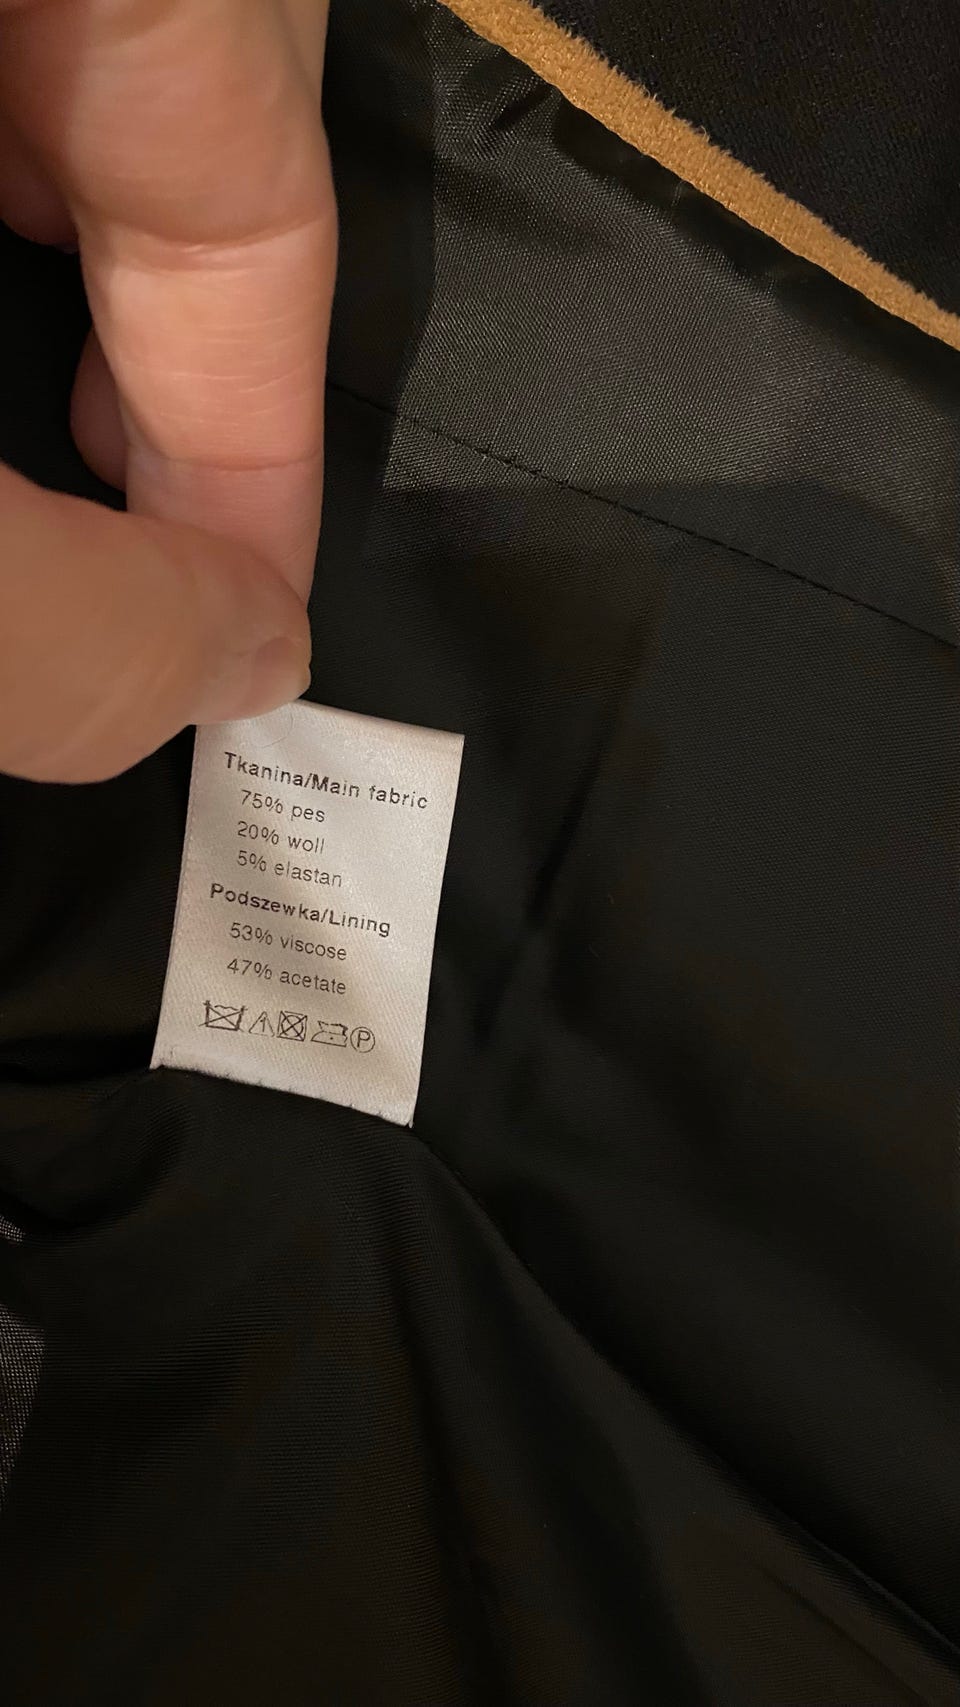 Tkanina/Main fabric
75% pes
20% woll
5% elastan
Podszewka/Lining
53% viscose
47% acetate
P